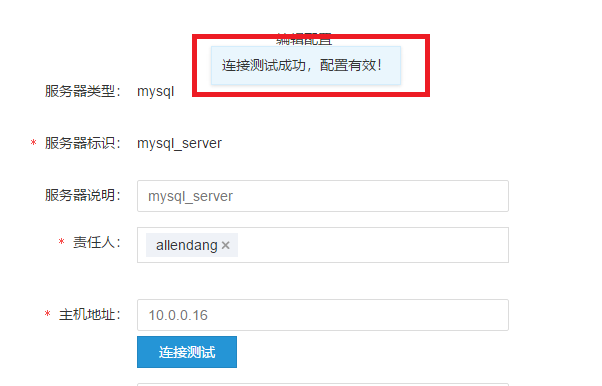 编辑配置
连接测试成功，配置有效！
服务器类型： mysql
* 服务器标识： mysql_server
服务器说明： mysql_server
* 责任人： allendang ×
* 主机地址： 10.0.0.16
连接测试